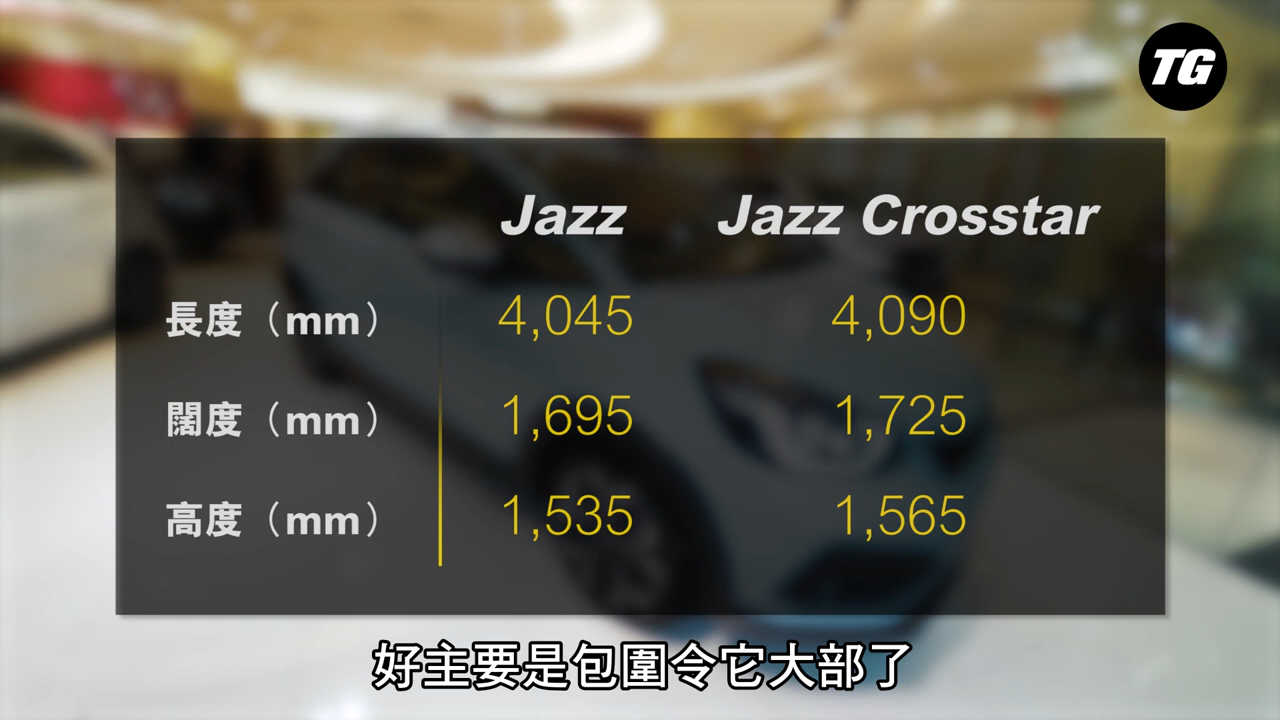 TG
Jazz Jazz Crosstar
長度（mm） 4,045 4,090
闊度（mm） 1,695 1,725
高度（mm） 1,535 1,565
好主要是包圍令它大部了